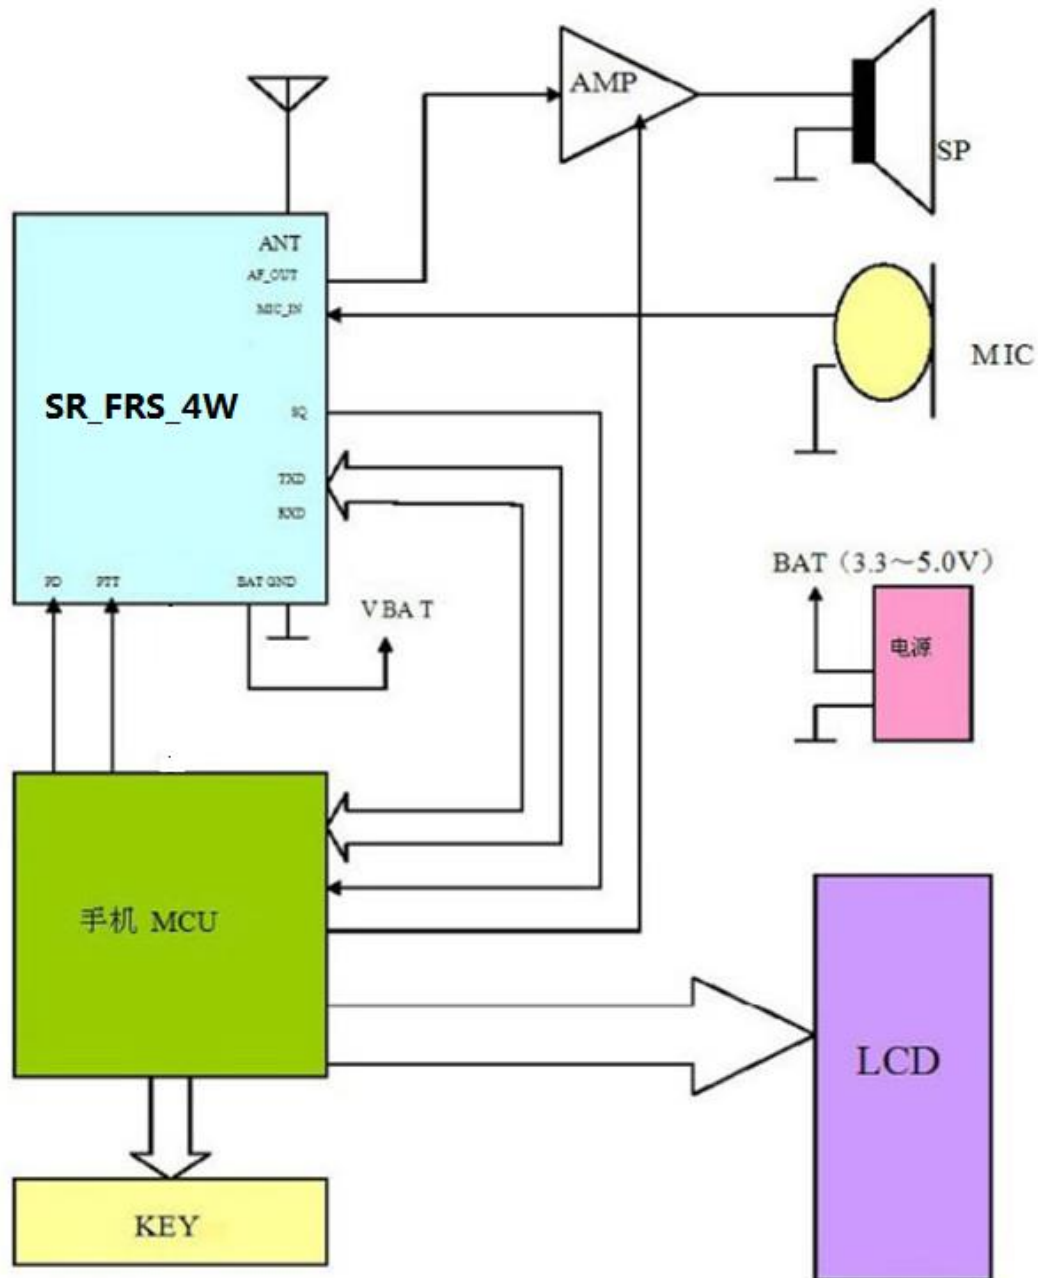 AMP
SP
ANT
AF_OUT
MIC_IN
MIC
SR_FRS_4W
SQ
TXD
RXD
BAT（3.3～5.0V）
PD PTT BAT GND
VBAT
电源
手机 MCU
LCD
KEY